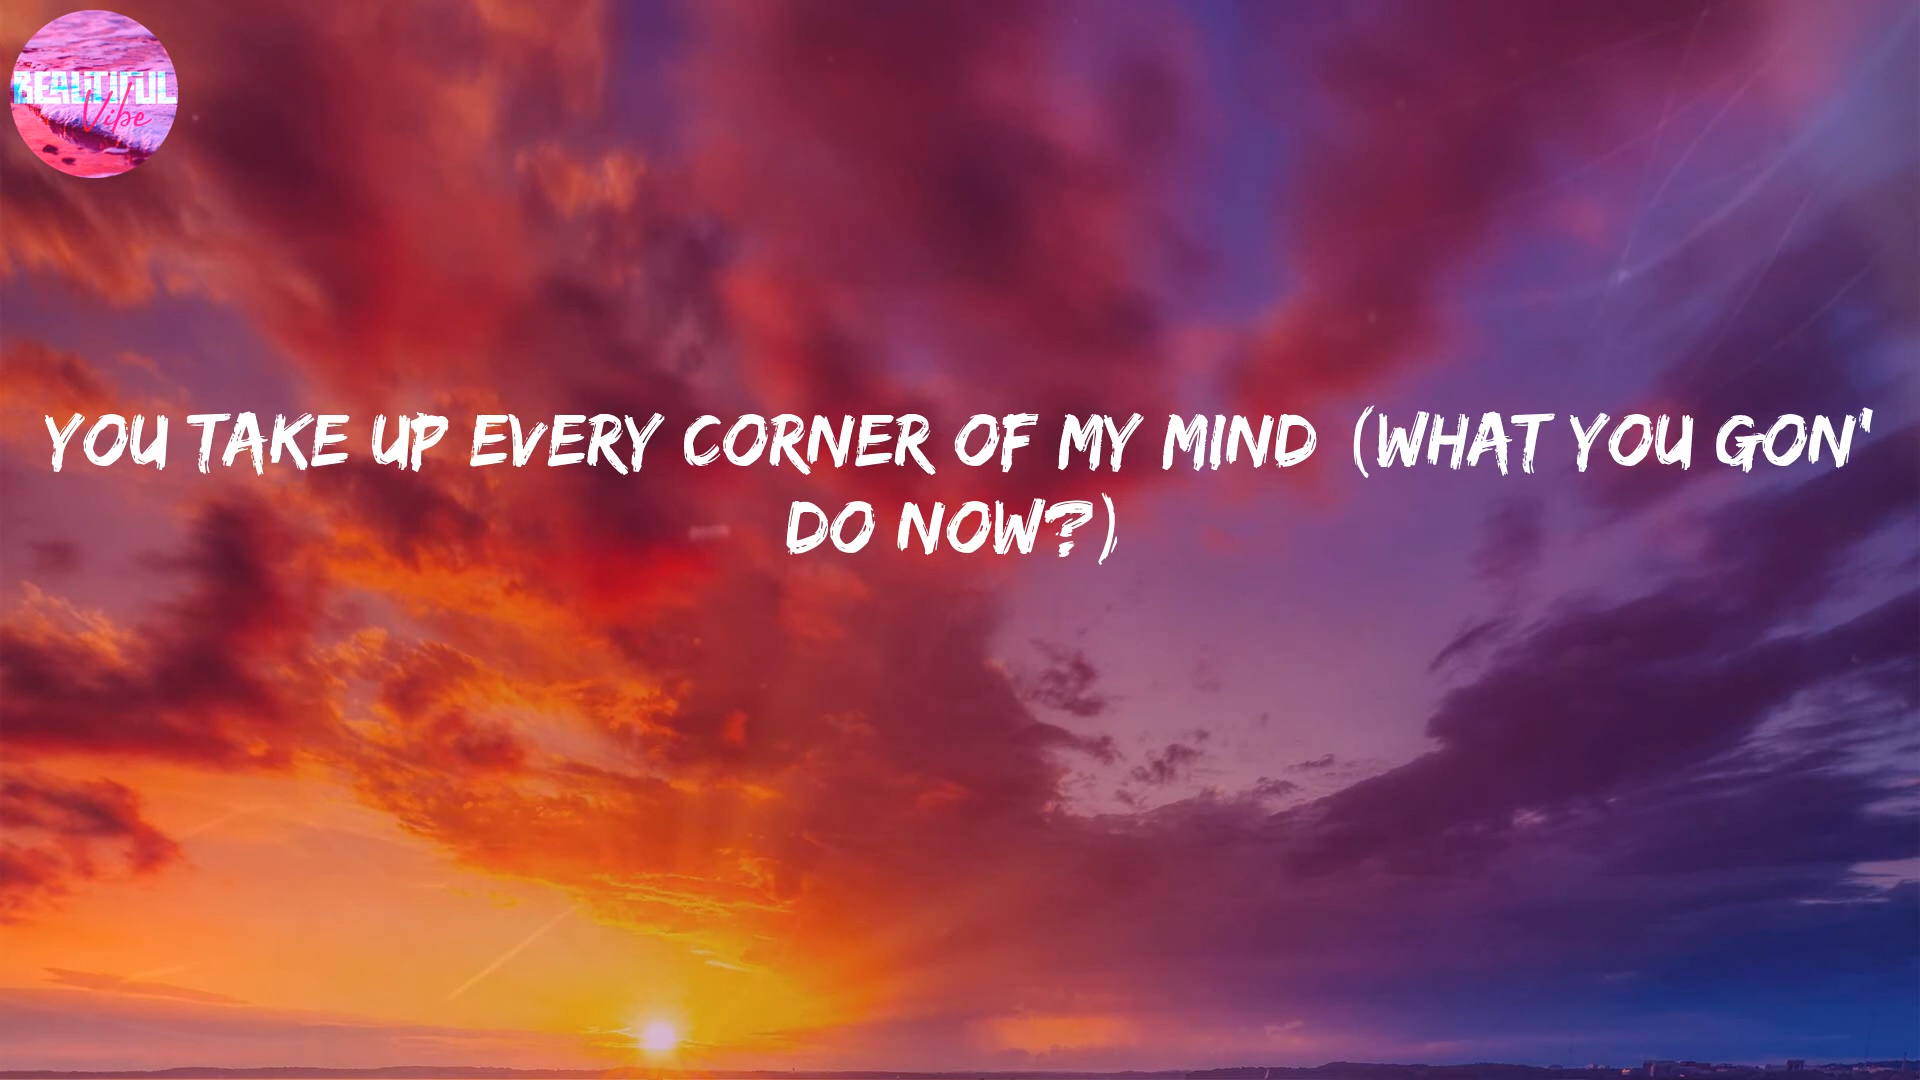 BEAUTIFUL
Vibe
YOU TAKE UP EVERY CORNER OF MY MIND (WHAT YOU GON'
DO NOW?)